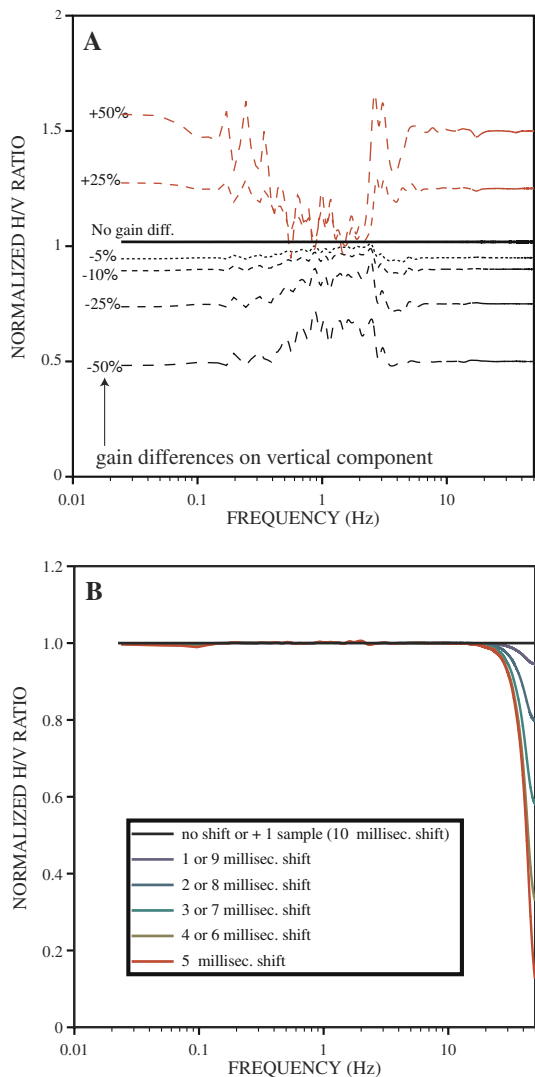 A
2
1.5
1
0.5
0
NORMALIZED H/V RATIO
+50%
+25%
No gain diff.
-5%
-10%
-25%
-50%
gain differences on vertical component
0.01
0.1
1
10
FREQUENCY (Hz)
B
1.2
1.0
0.8
0.6
0.4
0.2
0
NORMALIZED H/V RATIO
no shift or + 1 sample (10 millisec. shift)
1 or 9 millisec. shift
2 or 8 millisec. shift
3 or 7 millisec. shift
4 or 6 millisec. shift
5 millisec. shift
0.01
0.1
1
10
FREQUENCY (Hz)